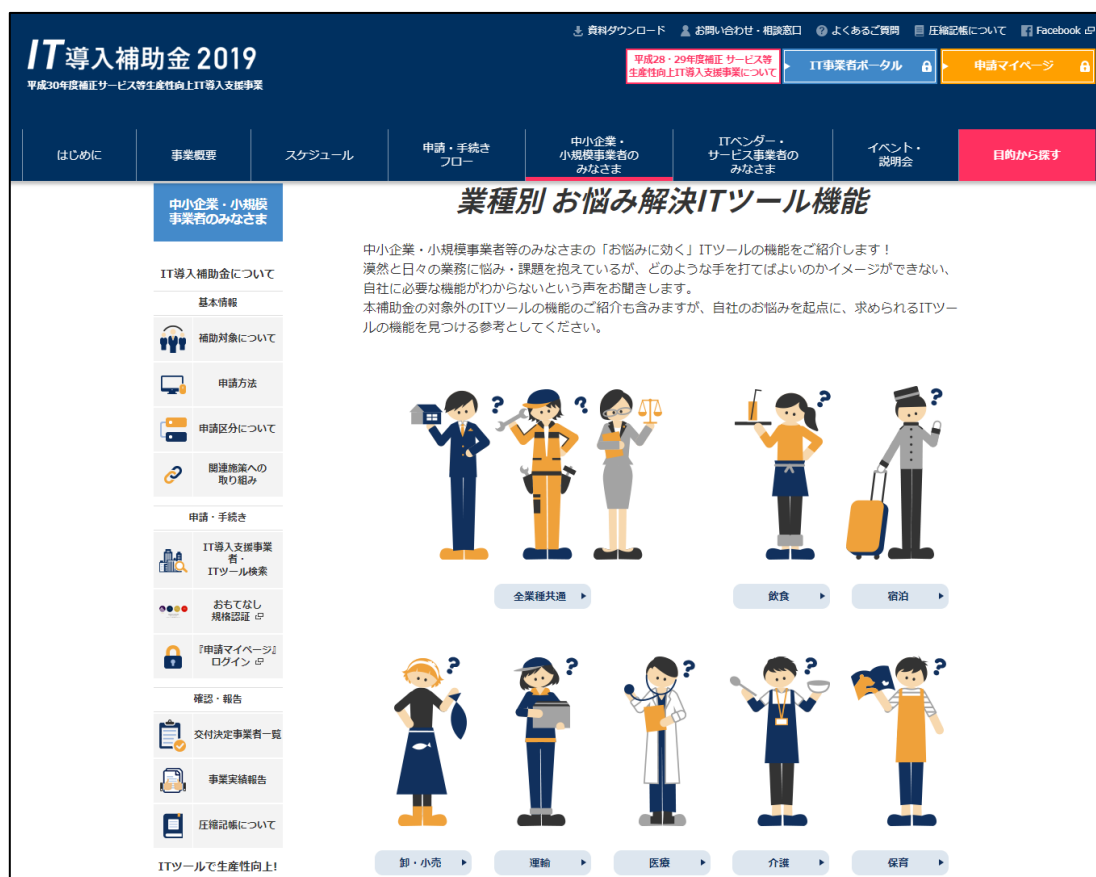 資料ダウンロード
お問い合わせ・相談窓口
よくあるご質問
圧縮記帳について
Facebook
IT導入補助金 2019
平成30年度補正サービス等生産性向上IT導入支援事業
平成28・29年度補正 サービス等
生産性向上IT導入支援事業について
IT事業者ポータル
申請マイページ
はじめに
事業概要
スケジュール
申請・手続き
フロー
中小企業・
小規模事業者の
みなさま
ITベンダー・
サービス事業者の
みなさま
イベント・
説明会
目的から探す
中小企業・小規模
事業者のみなさま
IT導入補助金について
基本情報
補助対象について
申請方法
申請区分について
関連施策への
取り組み
申請・手続き
IT導入支援事業
者・
ITツール検索
おもてなし
規格認証
『申請マイページ』
ログイン
確認・報告
交付決定事業者一覧
事業実績報告
圧縮記帳について
ITツールで生産性向上!
業種別 お悩み解決ITツール機能
中小企業・小規模事業者等のみなさまの「お悩みに効く」ITツールの機能をご紹介します！
漠然と日々の業務に悩み・課題を抱えているが、どのような手を打てばよいのかイメージができない、
自社に必要な機能がわからないという声をお聞きします。
本補助金の対象外のITツールの機能のご紹介も含みますが、自社のお悩みを起点に、求められるITツー
ルの機能を見つける参考としてください。
? ? ? ?
全業種共通
飲食
宿泊
? ? ? ? ?
卸・小売
運輸
医療
介護
保育